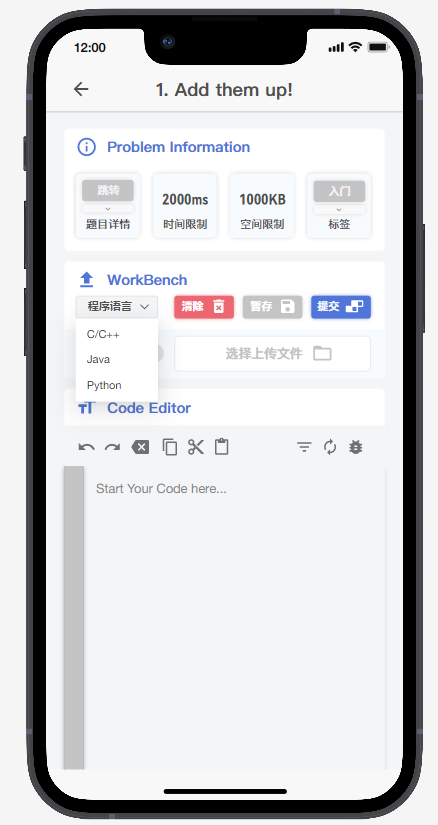 12:00
1. Add them up!
Problem Information
跳转
题目详情
2000ms
时间限制
1000KB
空间限制
入门
标签
WorkBench
程序语言
清除
暂存
提交
C/C++
Java
Python
选择上传文件
Code Editor
Start Your Code here...